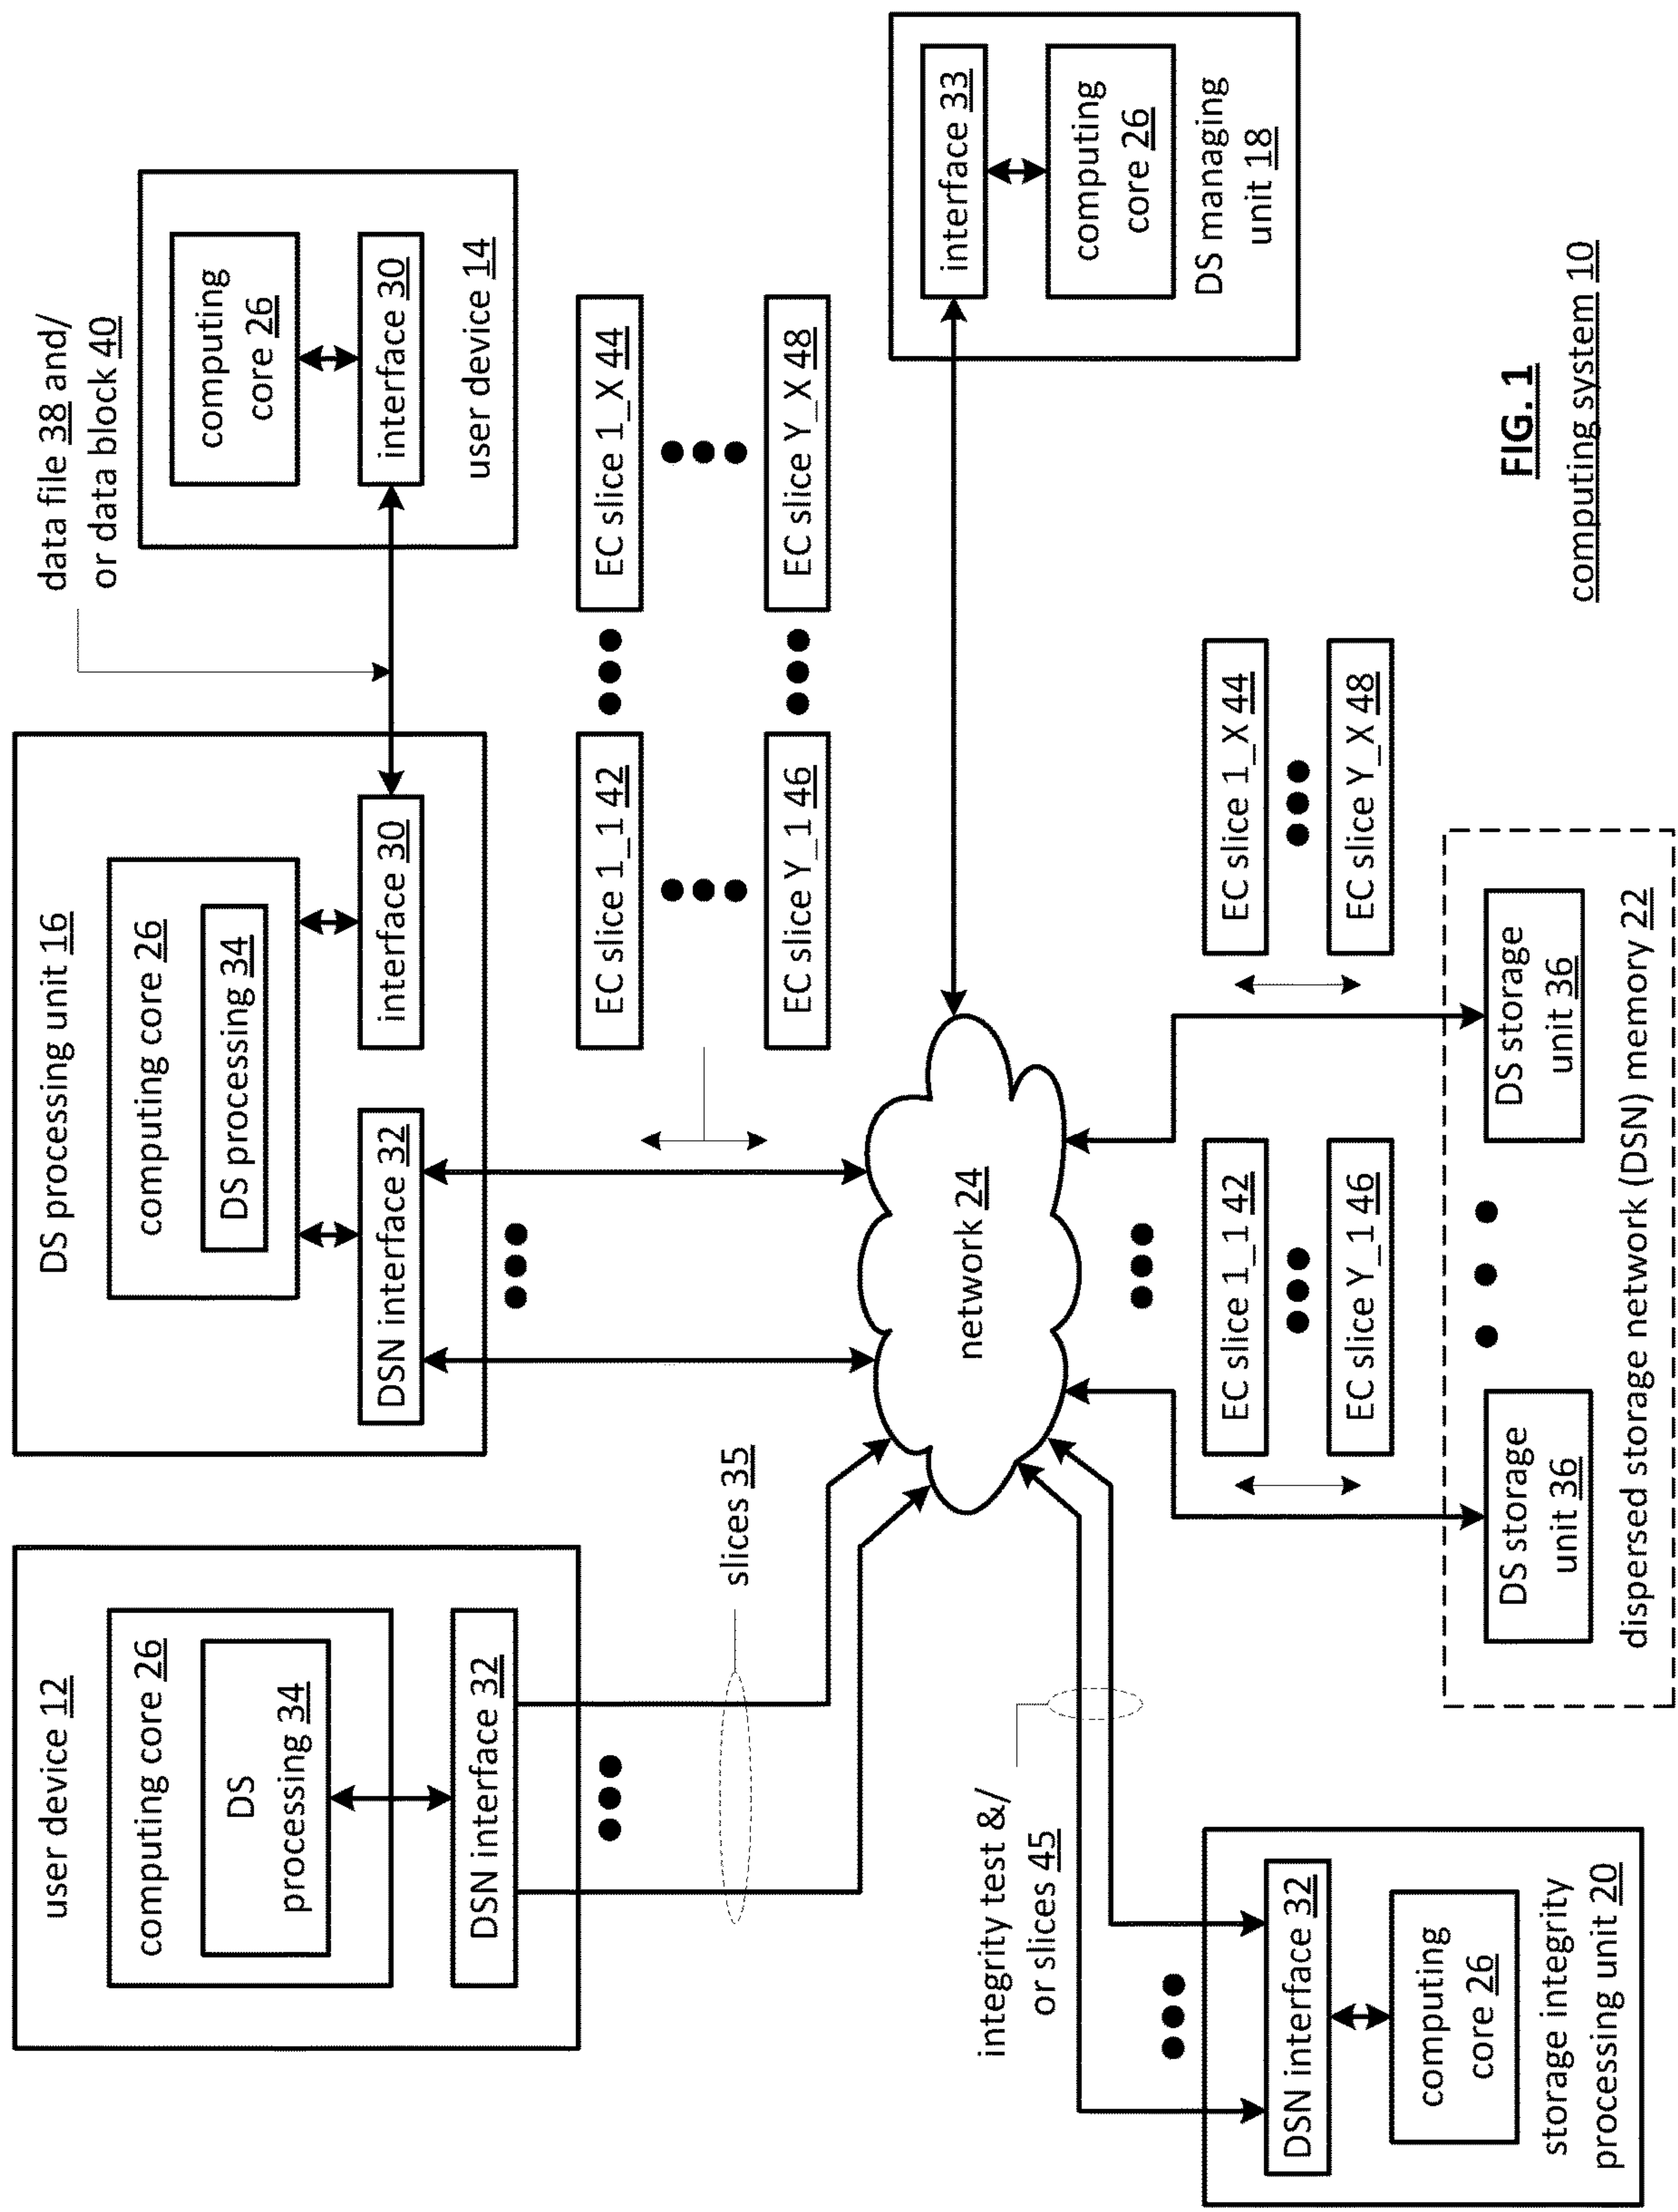 user device 12
computing core 26
DS
processing 34
DSN interface 32
slices 35
DS processing unit 16
computing core 26
DS processing 34
DSN interface 32
interface 30
data file 38 and/
or data block 40
computing
core 26
interface 30
user device 14
EC slice 1_1 42
EC slice 1_X 44
EC slice Y_1 46
EC slice Y_X 48
network 24
interface 33
computing
core 26
DS managing
unit 18
integrity test &/
or slices 45
DSN interface 32
computing
core 26
storage integrity
processing unit 20
EC slice 1_1 42
EC slice Y_1 46
EC slice 1_X 44
EC slice Y_X 48
DS storage
unit 36
DS storage
unit 36
dispersed storage network (DSN) memory 22
FIG. 1
computing system 10